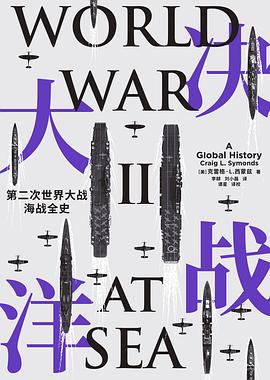 WORLD
WAR
II
AT
SEA
决
大
战
洋
第二次世界大战
海战全史
A
Global History
Craig L. Symonds
[美]克雷格·L.西蒙兹 著
李耕 刘小晶 译
谭星 译校